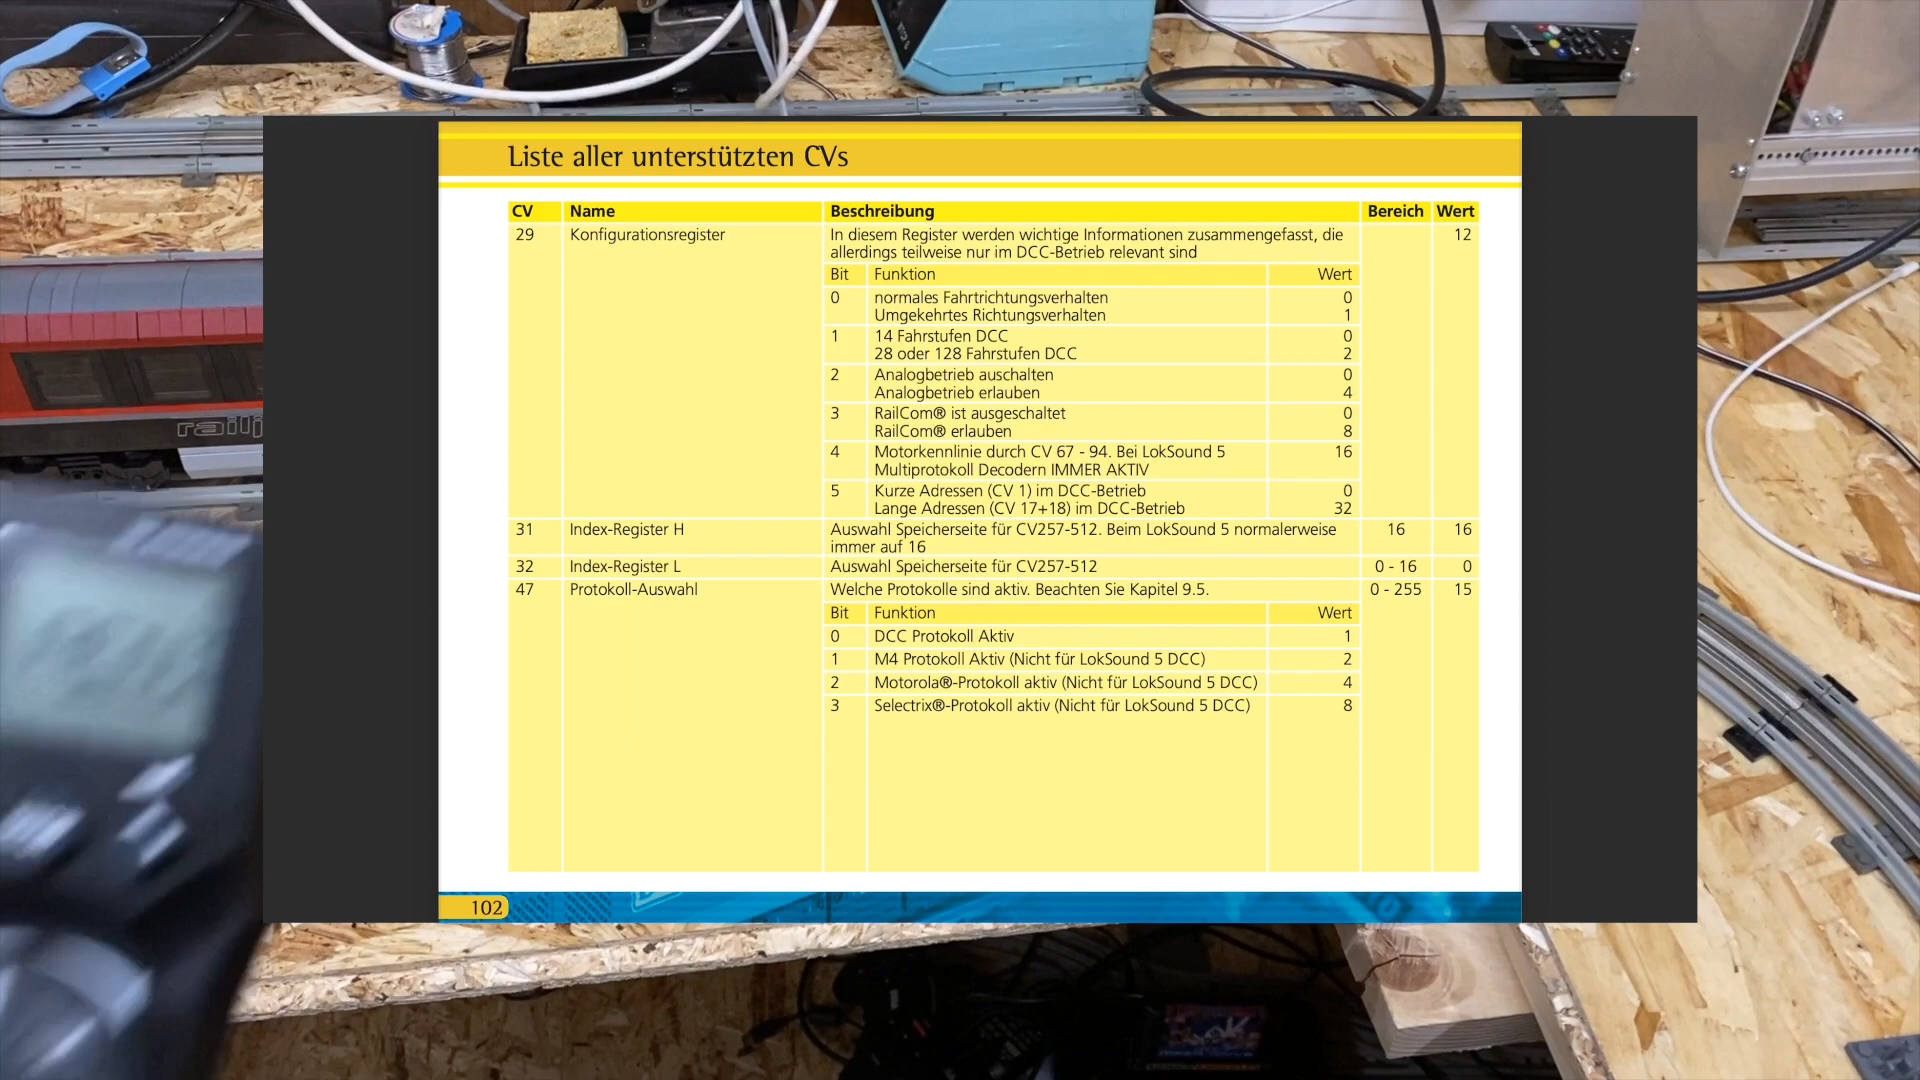 Liste aller unterstützten CVs
CV Name Beschreibung Bereich Wert
29 Konfigurationsregister In diesem Register werden wichtige Informationen zusammengefasst, die 12
allerdings teilweise nur im DCC-Betrieb relevant sind
Bit Funktion Wert
0 normales Fahrtrichtungsverhalten 0
Umgekehrtes Richtungsverhalten 1
1 14 Fahrstufen DCC 0
28 oder 128 Fahrstufen DCC 2
2 Analogbetrieb auschalten 0
Analogbetrieb erlauben 4
3 RailCom® ist ausgeschaltet 0
RailCom® erlauben 8
4 Motorkennlinie durch CV 67 - 94. Bei LokSound 5 16
Multiprotokoll Decodern IMMER AKTIV
5 Kurze Adressen (CV 1) im DCC-Betrieb 0
Lange Adressen (CV 17+18) im DCC-Betrieb 32
31 Index-Register H Auswahl Speicherseite für CV257-512. Beim LokSound 5 normalerweise 16 16
immer auf 16
32 Index-Register L Auswahl Speicherseite für CV257-512 0 - 16 0
47 Protokoll-Auswahl Welche Protokolle sind aktiv. Beachten Sie Kapitel 9.5. 0 - 255 15
Bit Funktion Wert
0 DCC Protokoll Aktiv 1
1 M4 Protokoll Aktiv (Nicht für LokSound 5 DCC) 2
2 Motorola®-Protokoll aktiv (Nicht für LokSound 5 DCC) 4
3 Selectrix®-Protokoll aktiv (Nicht für LokSound 5 DCC) 8
102
railj